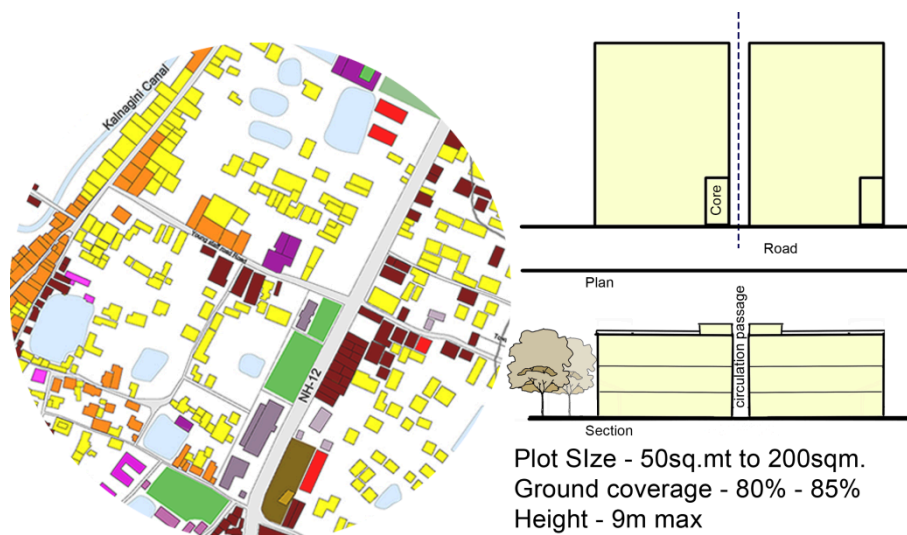 Kalnagini Canal
NH-12
Core
Road
Plan
circulation passage
Section
Plot SIze - 50sq.mt to 200sqm.
Ground coverage - 80% - 85%
Height - 9m max